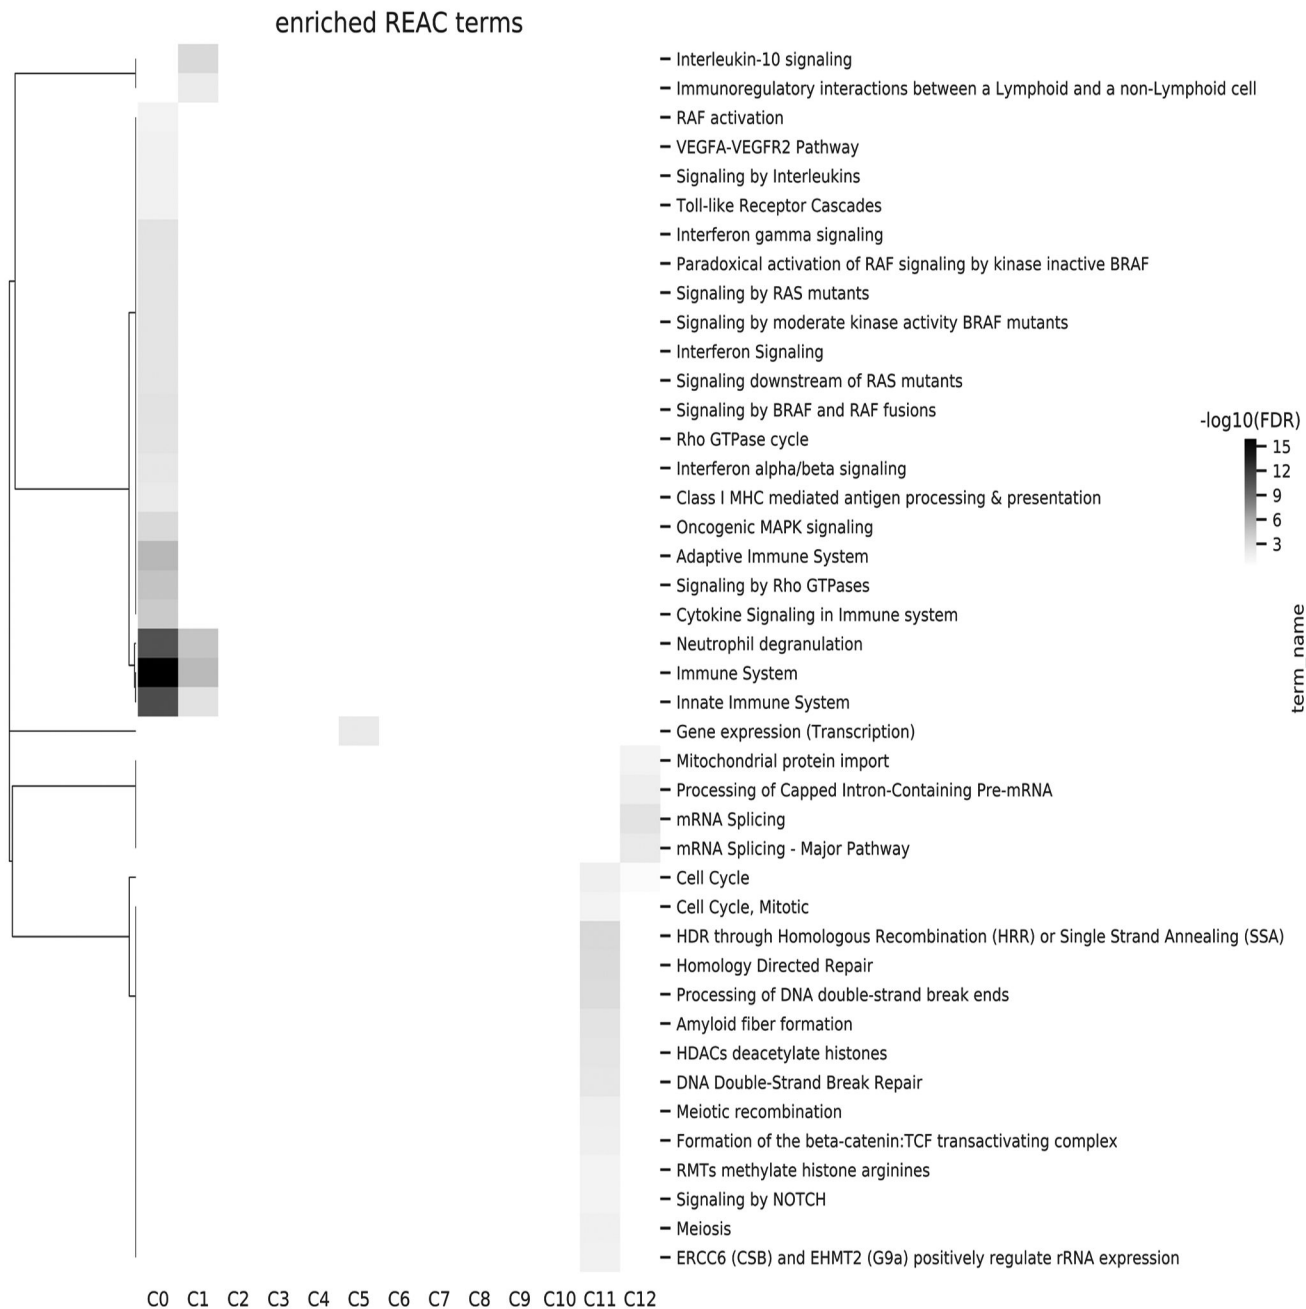 enriched REAC terms
Interleukin-10 signaling
Immunoregulatory interactions between a Lymphoid and a non-Lymphoid cell
RAF activation
VEGFA-VEGFR2 Pathway
Signaling by Interleukins
Toll-like Receptor Cascades
Interferon gamma signaling
Paradoxical activation of RAF signaling by kinase inactive BRAF
Signaling by RAS mutants
Signaling by moderate kinase activity BRAF mutants
Interferon Signaling
Signaling downstream of RAS mutants
Signaling by BRAF and RAF fusions
Rho GTPase cycle
Interferon alpha/beta signaling
Class I MHC mediated antigen processing & presentation
Oncogenic MAPK signaling
Adaptive Immune System
Signaling by Rho GTPases
Cytokine Signaling in Immune system
Neutrophil degranulation
Immune System
Innate Immune System
Gene expression (Transcription)
Mitochondrial protein import
Processing of Capped Intron-Containing Pre-mRNA
mRNA Splicing
mRNA Splicing - Major Pathway
Cell Cycle
Cell Cycle, Mitotic
HDR through Homologous Recombination (HRR) or Single Strand Annealing (SSA)
Homology Directed Repair
Processing of DNA double-strand break ends
Amyloid fiber formation
HDACs deacetylate histones
DNA Double-Strand Break Repair
Meiotic recombination
Formation of the beta-catenin:TCF transactivating complex
RMTs methylate histone arginines
Signaling by NOTCH
Meiosis
ERCC6 (CSB) and EHMT2 (G9a) positively regulate rRNA expression
-log10(FDR)
15
12
9
6
3
term_name
C0 C1 C2 C3 C4 C5 C6 C7 C8 C9 C10 C11 C12